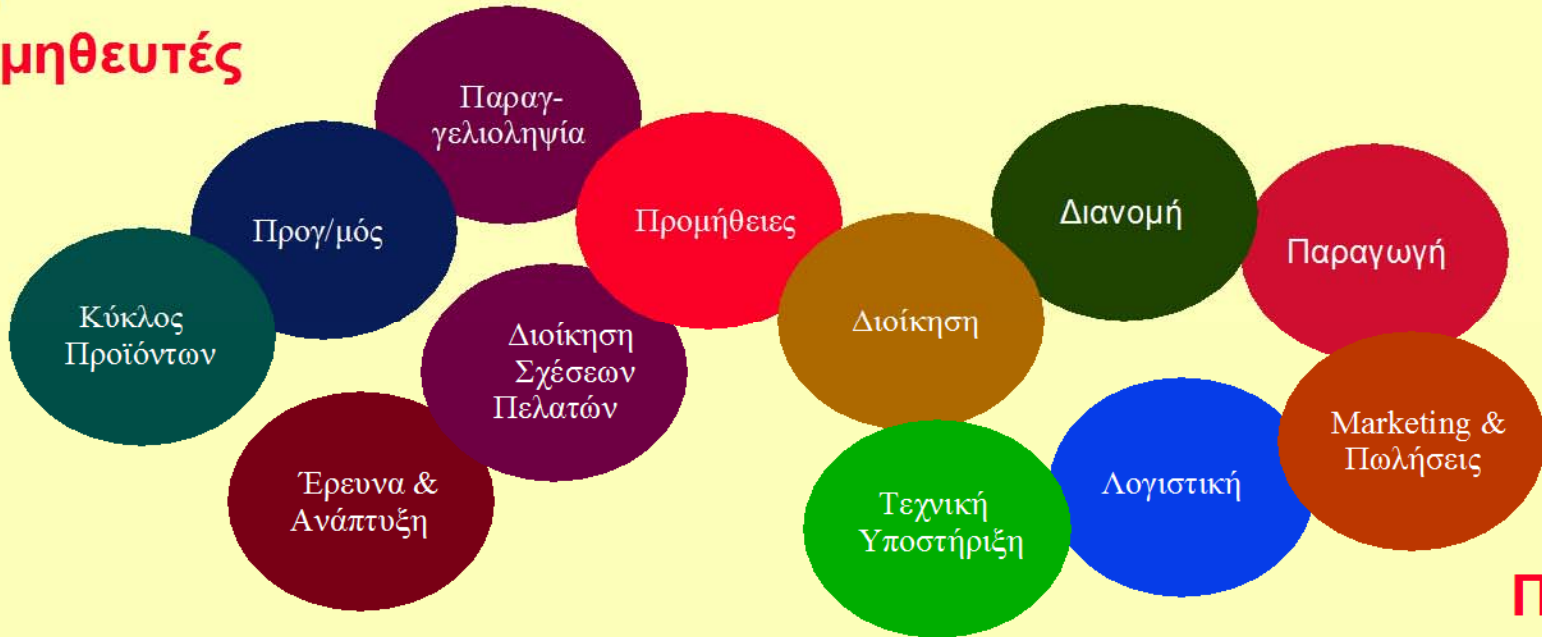 μηθευτές
Παραγ-
γελιοληψία
Προγ/μός
Προμήθειες
Διανομή
Παραγωγή
Κύκλος
Προϊόντων
Διοίκηση
Σχέσεων
Πελατών
Διοίκηση
Marketing &
Πωλήσεις
Έρευνα &
Ανάπτυξη
Τεχνική
Υποστήριξη
Λογιστική
Π